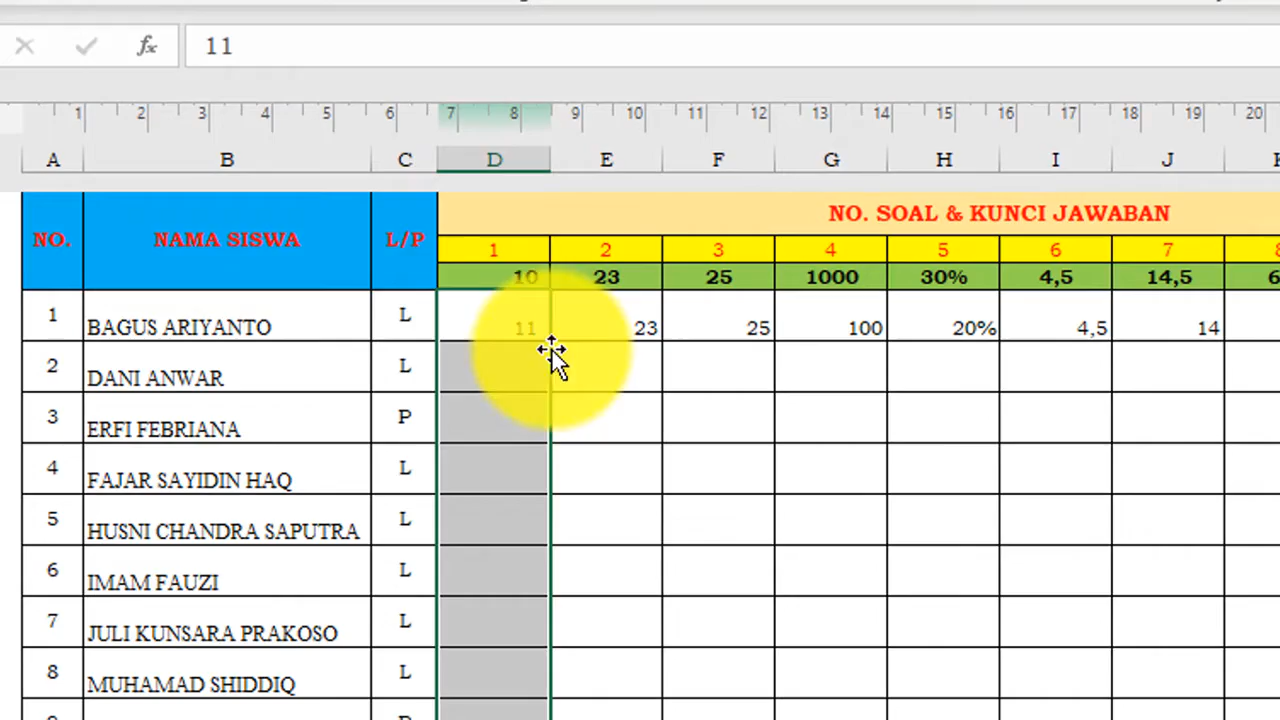 fx 11
1 2 3 4 5 6 7 8 9 10 11 12 13 14 15 16 17 18 19 20
A B C D E F G H I J
NO. NAMA SISWA L/P NO. SOAL & KUNCI JAWABAN
1 2 3 4 5 6 7
10 23 25 1000 30% 4,5 14,5
1 BAGUS ARIYANTO L 11 23 25 100 20% 4,5 14
2 DANI ANWAR L
3 ERFI FEBRIANA P
4 FAJAR SAYIDIN HAQ L
5 HUSNI CHANDRA SAPUTRA L
6 IMAM FAUZI L
7 JULI KUNSARA PRAKOSO L
8 MUHAMAD SHIDDIQ L